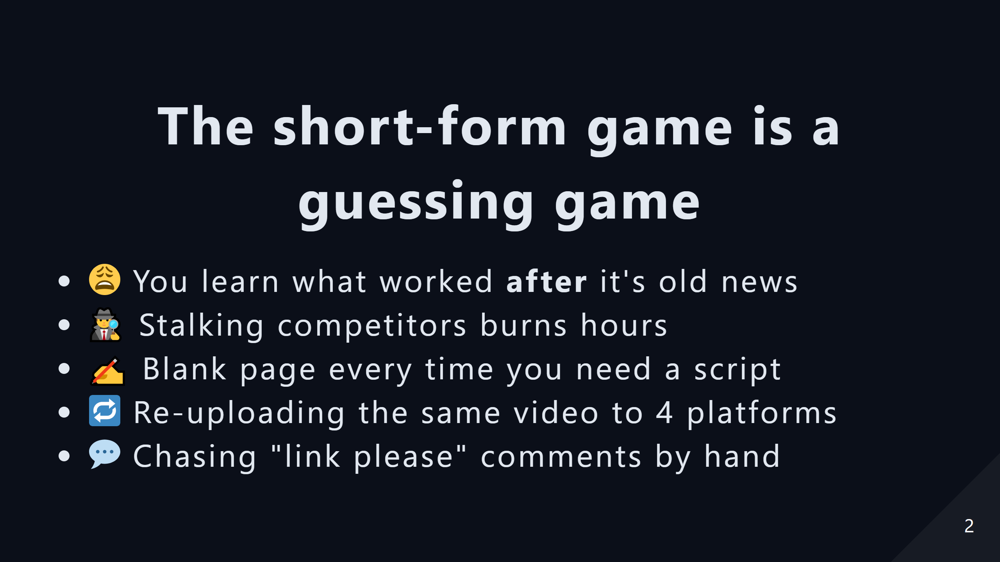 The short-form game is a
guessing game
• 😩 You learn what worked after it's old news
• 🕵️ Stalking competitors burns hours
• ✍️ Blank page every time you need a script
• 🔁 Re-uploading the same video to 4 platforms
• 💬 Chasing "link please" comments by hand
2